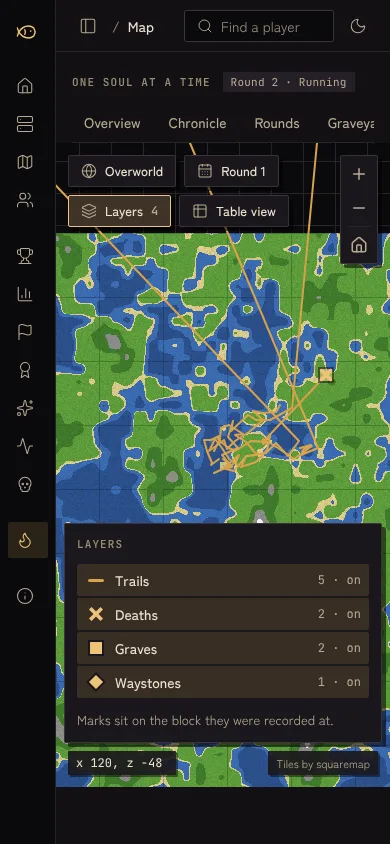 / Map
Find a player
ONE SOUL AT A TIME
Round 2 · Running
Overview
Chronicle
Rounds
Graveya
Overworld
Round 1
Layers 4
Table view
LAYERS
Trails 5 · on
Deaths 2 · on
Graves 2 · on
Waystones 1 · on
Marks sit on the block they were recorded at.
x 120, z -48
Tiles by squaremap